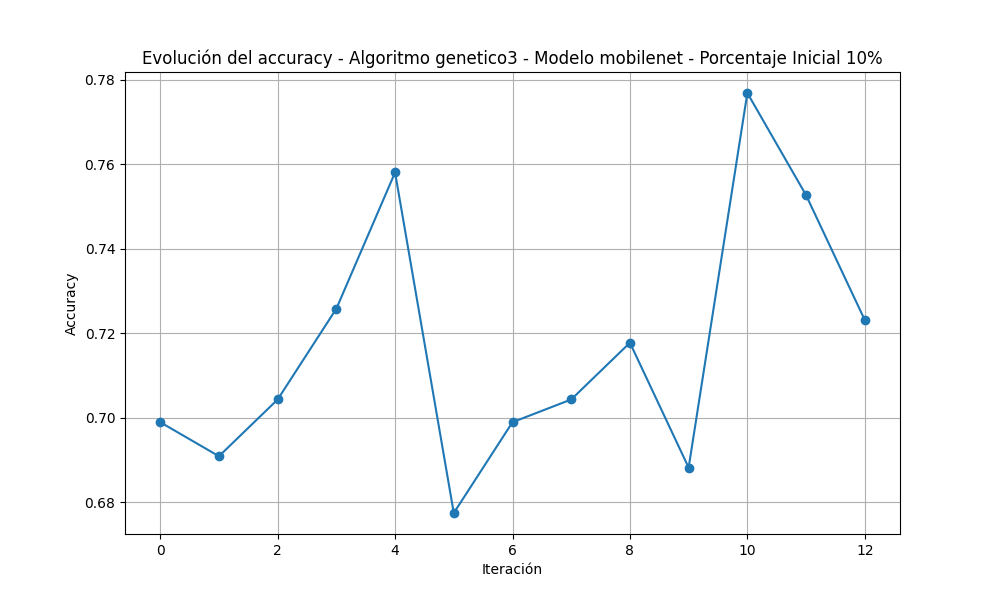 Evolución del accuracy - Algoritmo genetico3 - Modelo mobilenet - Porcentaje Inicial 10%
0.78
0.76
0.74
0.72
0.70
0.68
Accuracy
0 2 4 6 8 10 12
Iteración